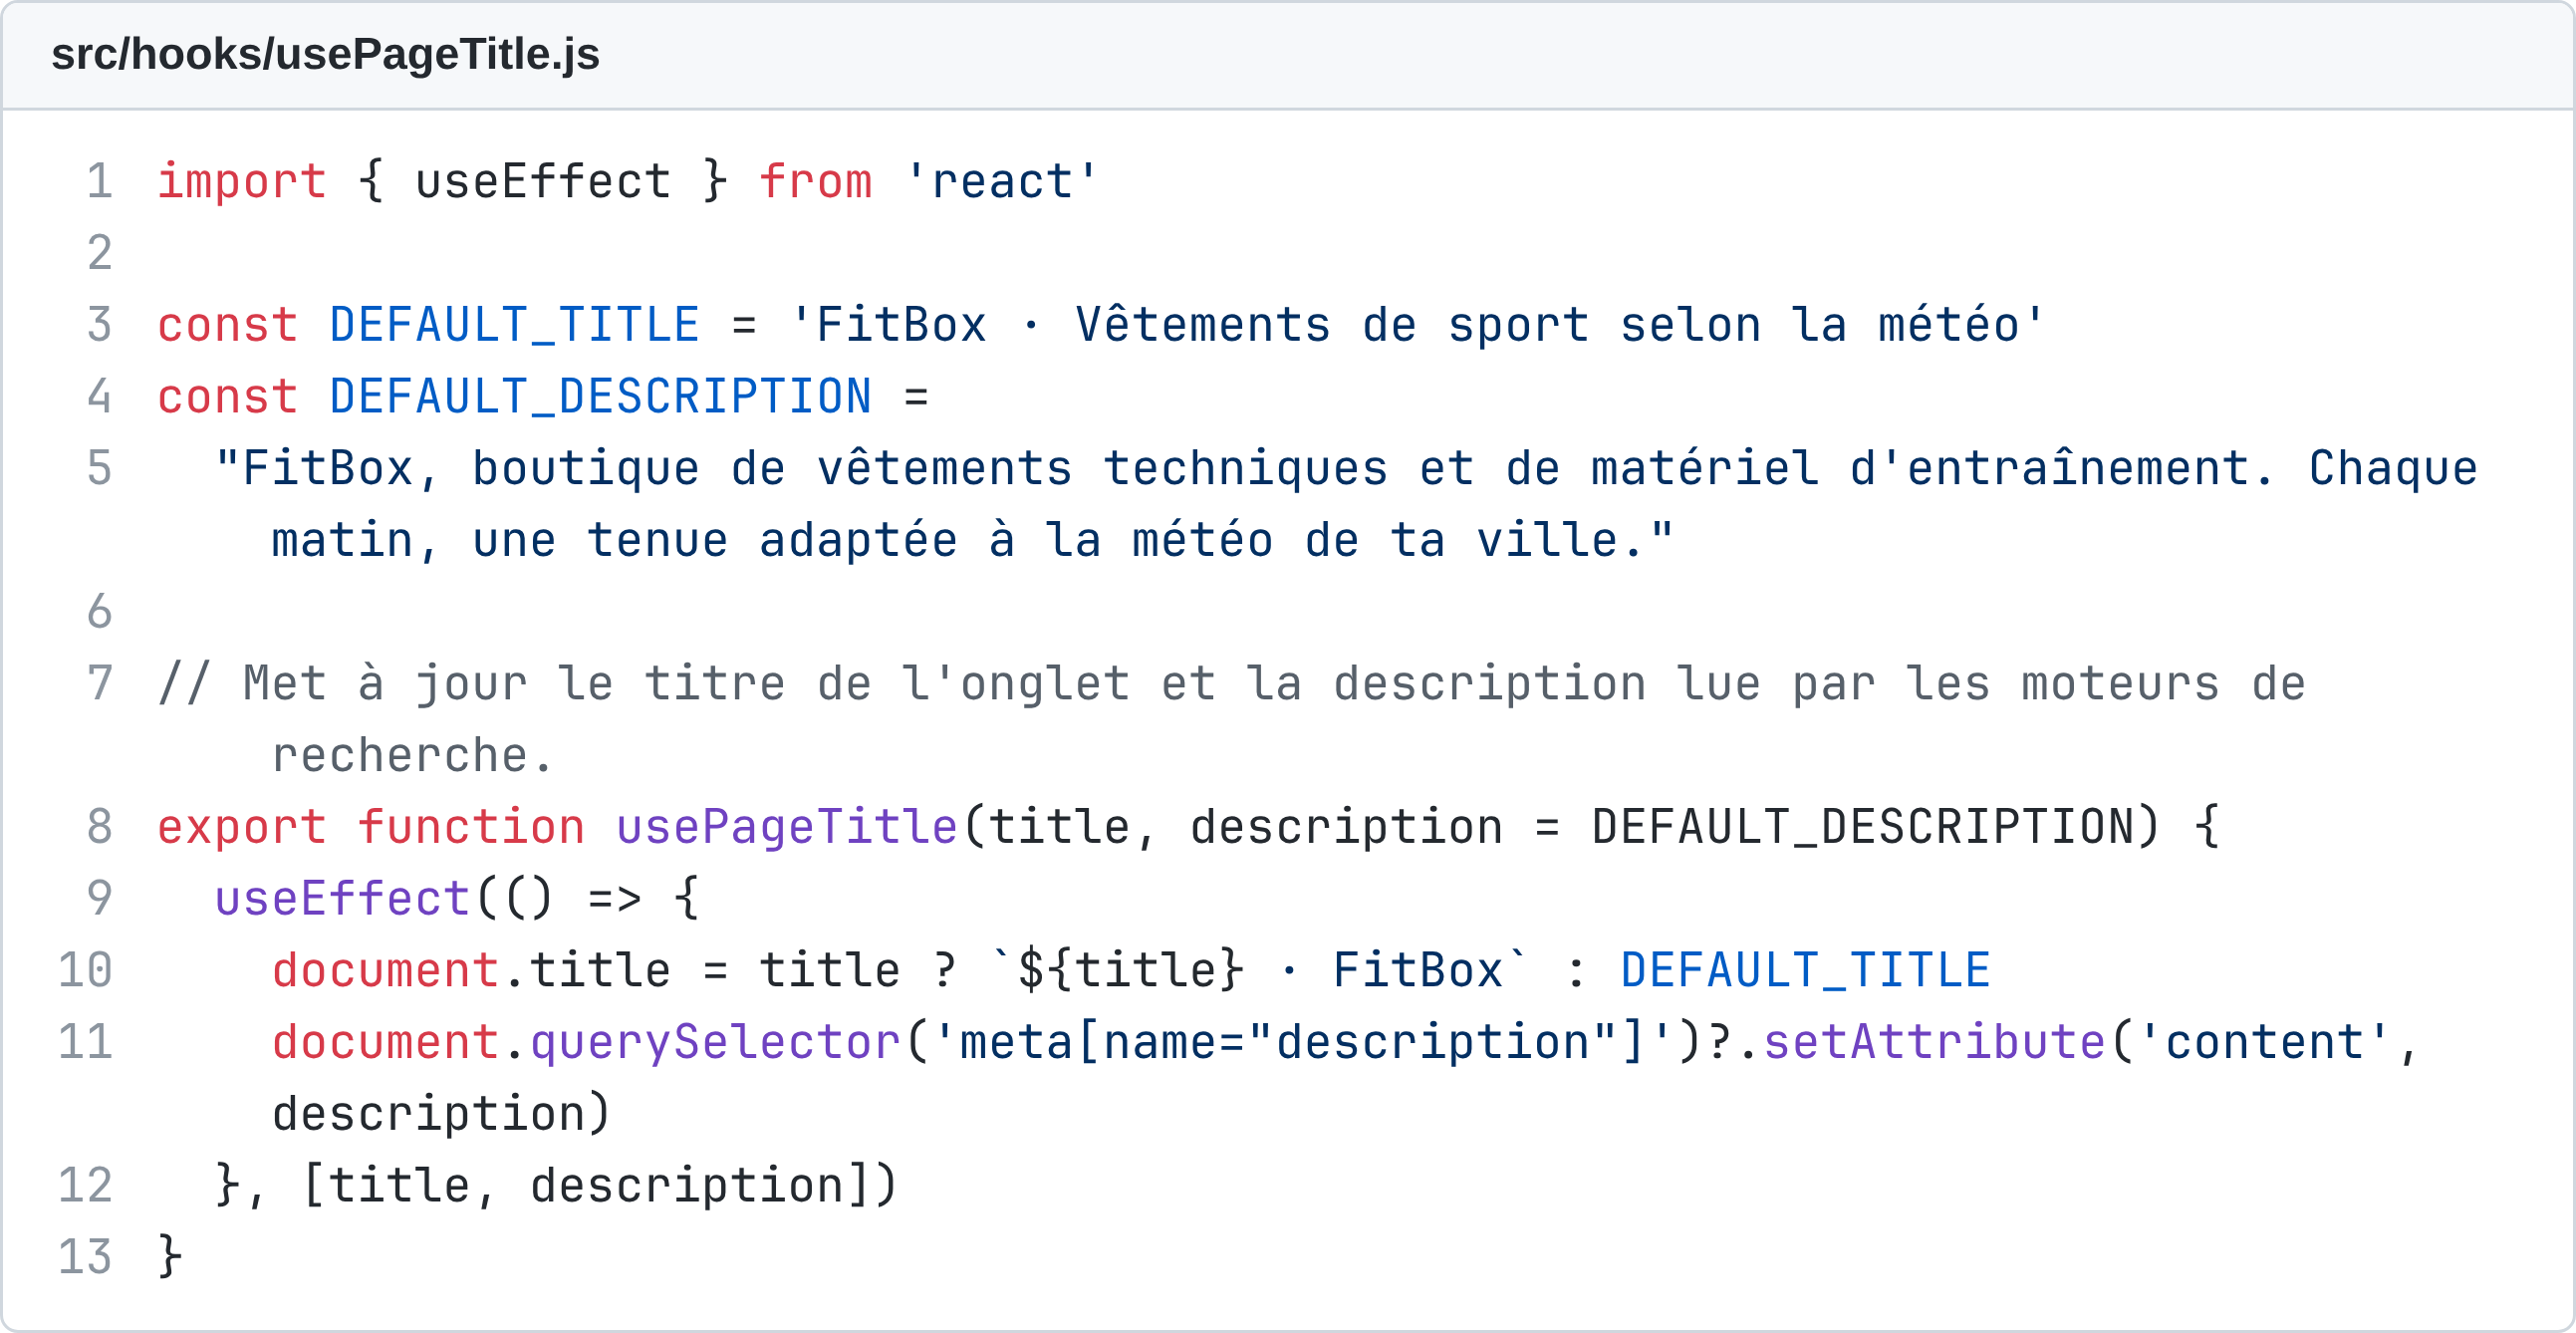 src/hooks/usePageTitle.js
1 import { useEffect } from 'react'
2
3 const DEFAULT_TITLE = 'FitBox · Vêtements de sport selon la météo'
4 const DEFAULT_DESCRIPTION =
5   "FitBox, boutique de vêtements techniques et de matériel d'entraînement. Chaque
matin, une tenue adaptée à la météo de ta ville."
6
7 // Met à jour le titre de l'onglet et la description lue par les moteurs de
recherche.
8 export function usePageTitle(title, description = DEFAULT_DESCRIPTION) {
9   useEffect(() => {
10     document.title = title ? `${title} · FitBox` : DEFAULT_TITLE
11     document.querySelector('meta[name="description"]')?.setAttribute('content',
description)
12   }, [title, description])
13 }